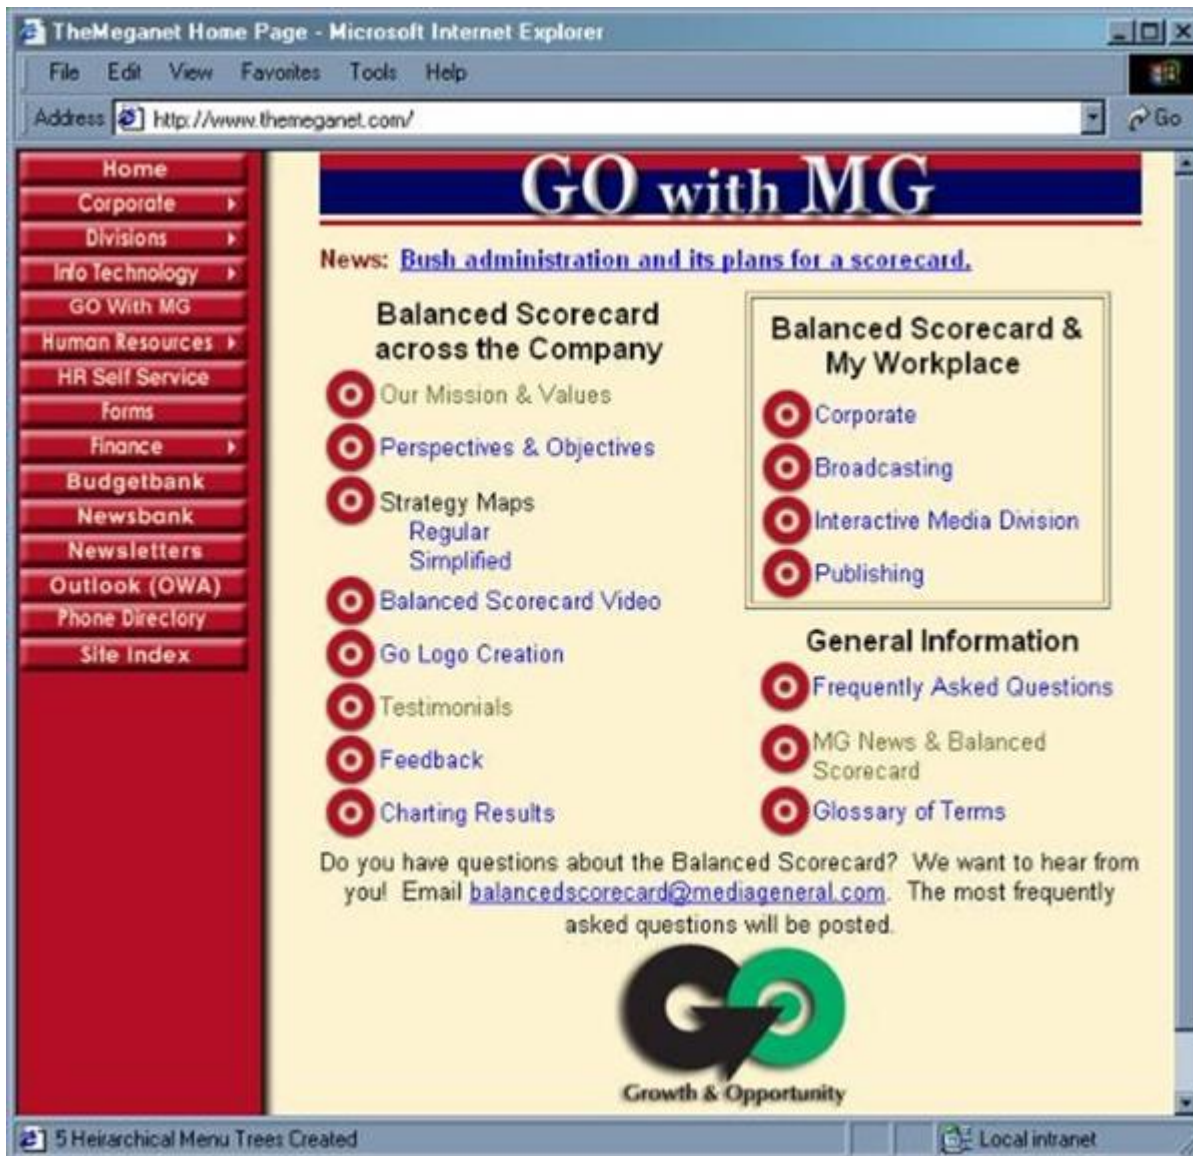 TheMeganet Home Page - Microsoft Internet Explorer
File Edit View Favorites Tools Help
Address http://www.themeganet.com/ Go
Home
Corporate
Divisions
Info Technology
GO With MG
Human Resources
HR Self Service
Forms
Finance
Budgetbank
Newsbank
Newsletters
Outlook (OWA)
Phone Directory
Site Index
GO with MG
News: Bush administration and its plans for a scorecard.
Balanced Scorecard
across the Company
Our Mission & Values
Perspectives & Objectives
Strategy Maps
Regular
Simplified
Balanced Scorecard Video
Go Logo Creation
Testimonials
Feedback
Charting Results
Balanced Scorecard &
My Workplace
Corporate
Broadcasting
Interactive Media Division
Publishing
General Information
Frequently Asked Questions
MG News & Balanced
Scorecard
Glossary of Terms
Do you have questions about the Balanced Scorecard? We want to hear from
you! Email balancedscorecard@mediageneral.com. The most frequently
asked questions will be posted.
GO
Growth & Opportunity
5 Heirarchical Menu Trees Created
Local intranet